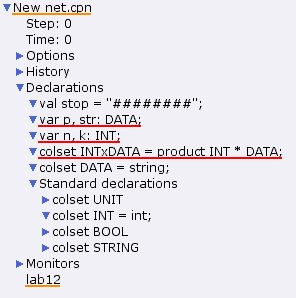 New net.cpn
Step: 0
Time: 0
Options
History
Declarations
val stop = "########";
var p, str: DATA;
var n, k: INT;
colset INTxDATA = product INT * DATA;
colset DATA = string;
Standard declarations
colset UNIT
colset INT = int;
colset BOOL
colset STRING
Monitors
lab12